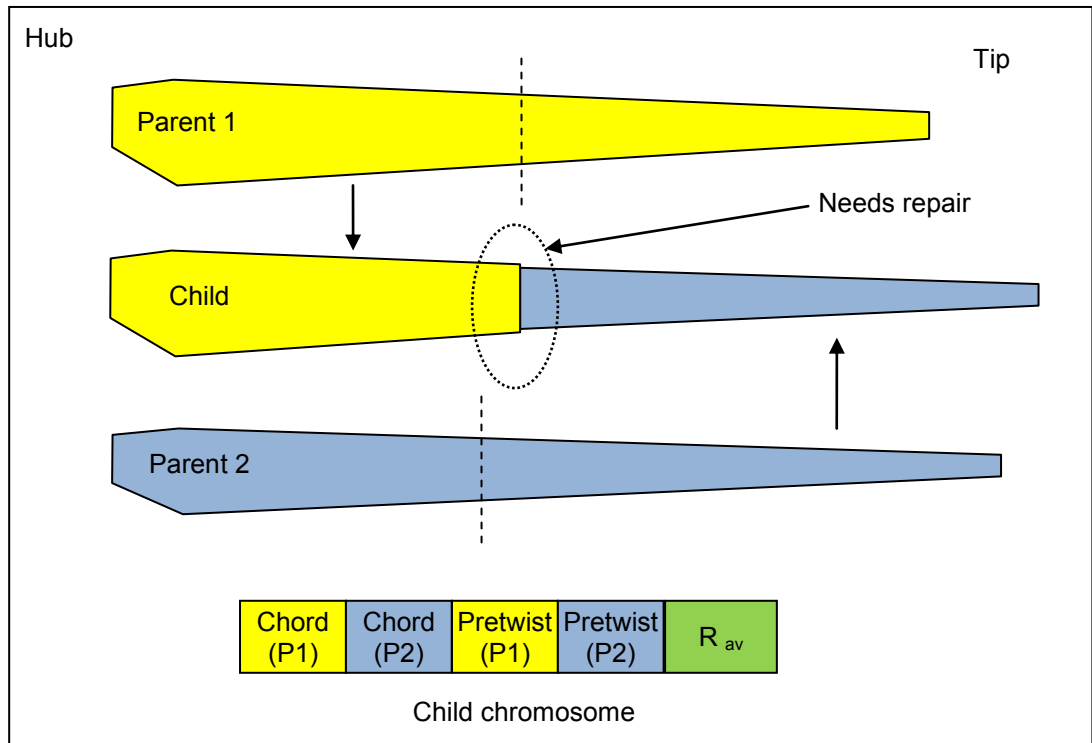 Hub
Tip
Parent 1
Needs repair
Child
Parent 2
Chord
(P1)
Chord
(P2)
Pretwist
(P1)
Pretwist
(P2)
R av
Child chromosome